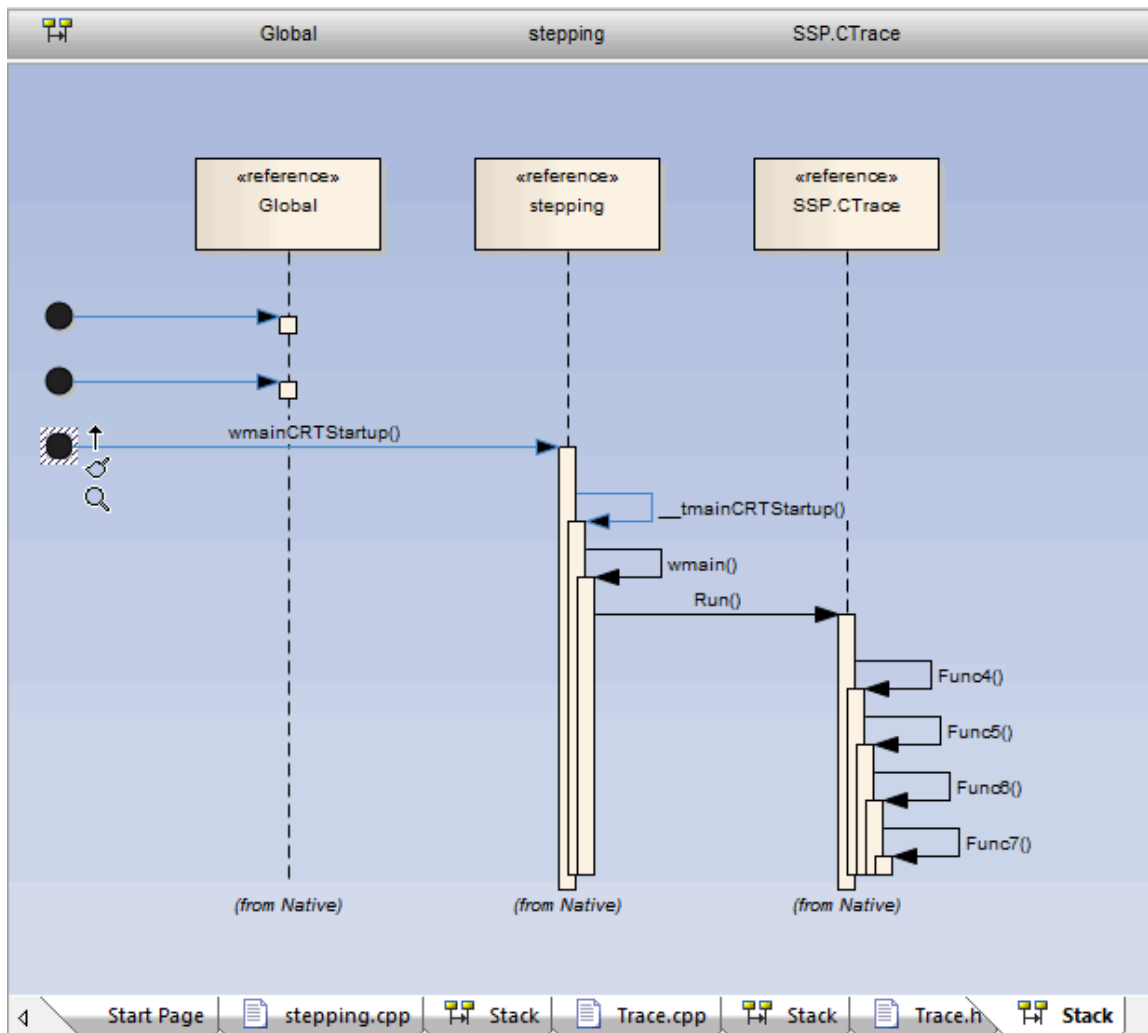 Global stepping SSP.CTrace
«reference» «reference» «reference»
Global stepping SSP.CTrace
wmainCRTStartup()
__tmainCRTStartup()
wmain()
Run()
Func4()
Func5()
Func6()
Func7()
(from Native) (from Native) (from Native)
Start Page stepping.cpp Stack Trace.cpp Stack Trace.h Stack